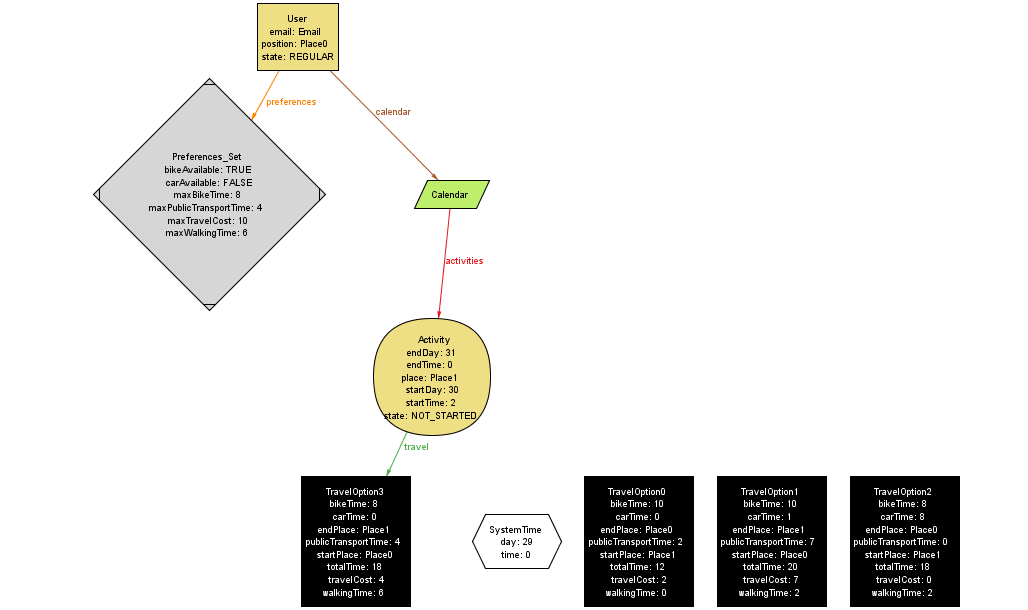 User
email: Email
position: Place0
state: REGULAR
preferences
calendar
Preferences_Set
bikeAvailable: TRUE
carAvailable: FALSE
maxBikeTime: 8
maxPublicTransportTime: 4
maxTravelCost: 10
maxWalkingTime: 6
Calendar
activities
Activity
endDay: 31
endTime: 0
place: Place1
startDay: 30
startTime: 2
state: NOT_STARTED
travel
TravelOption3
bikeTime: 8
carTime: 0
endPlace: Place1
publicTransportTime: 4
startPlace: Place0
totalTime: 18
travelCost: 4
walkingTime: 6
SystemTime
day: 29
time: 0
TravelOption0
bikeTime: 10
carTime: 0
endPlace: Place0
publicTransportTime: 2
startPlace: Place1
totalTime: 12
travelCost: 2
walkingTime: 0
TravelOption1
bikeTime: 10
carTime: 1
endPlace: Place1
publicTransportTime: 7
startPlace: Place0
totalTime: 20
travelCost: 7
walkingTime: 2
TravelOption2
bikeTime: 8
carTime: 8
endPlace: Place0
publicTransportTime: 0
startPlace: Place1
totalTime: 18
travelCost: 0
walkingTime: 2